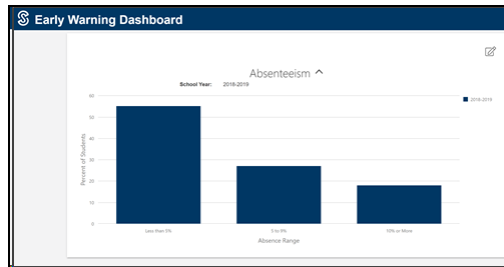 Early Warning Dashboard
Absenteeism
School Year: 2018-2019
60
2018-2019
50
40
30
20
10
0
Percent of Students
Less than 5%
5 to 9%
10% or More
Absence Range